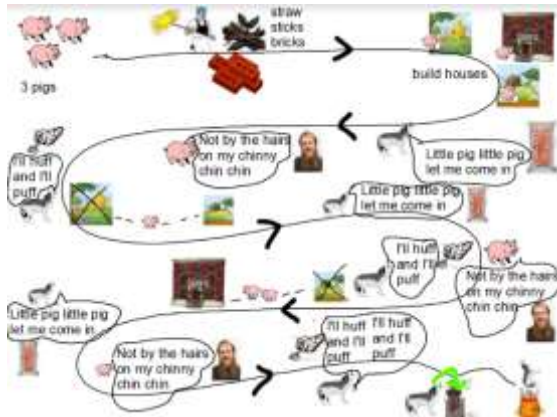 straw
sticks
bricks
3 pigs
build houses
Little pig little pig
let me come in
Not by the hairs
on my chinny
chin chin
I'll huff
and I'll
puff
Little pig little pig
let me come in
Not by the hairs
on my chinny
chin chin
I'll huff
and I'll
puff
Little pig little pig
let me come in
Not by the hairs
on my chinny
chin chin
I'll huff
and I'll
puff
I'll huff
and I'll
puff